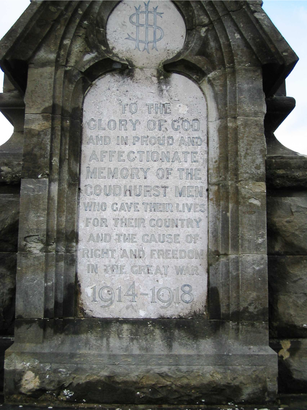 IHS
TO THE
GLORY OF GOD
AND IN PROUD AND
AFFECTIONATE
MEMORY OF THE
GOUDHURST MEN
WHO GAVE THEIR LIVES
FOR THEIR COUNTRY
AND THE CAUSE OF
RIGHT AND FREEDOM
IN THE GREAT WAR
1914-1918